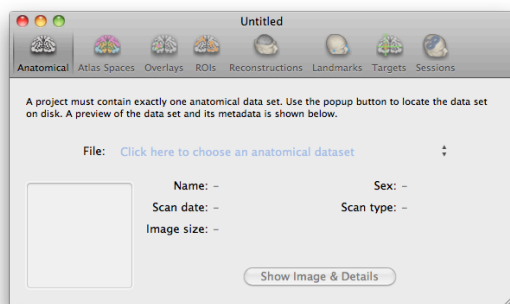 Untitled
Anatomical Atlas Spaces Overlays ROIs Reconstructions Landmarks Targets Sessions
A project must contain exactly one anatomical data set. Use the popup button to locate the data set
on disk. A preview of the data set and its metadata is shown below.
File: Click here to choose an anatomical dataset
Name: – Sex: –
Scan date: – Scan type: –
Image size: –
Show Image & Details